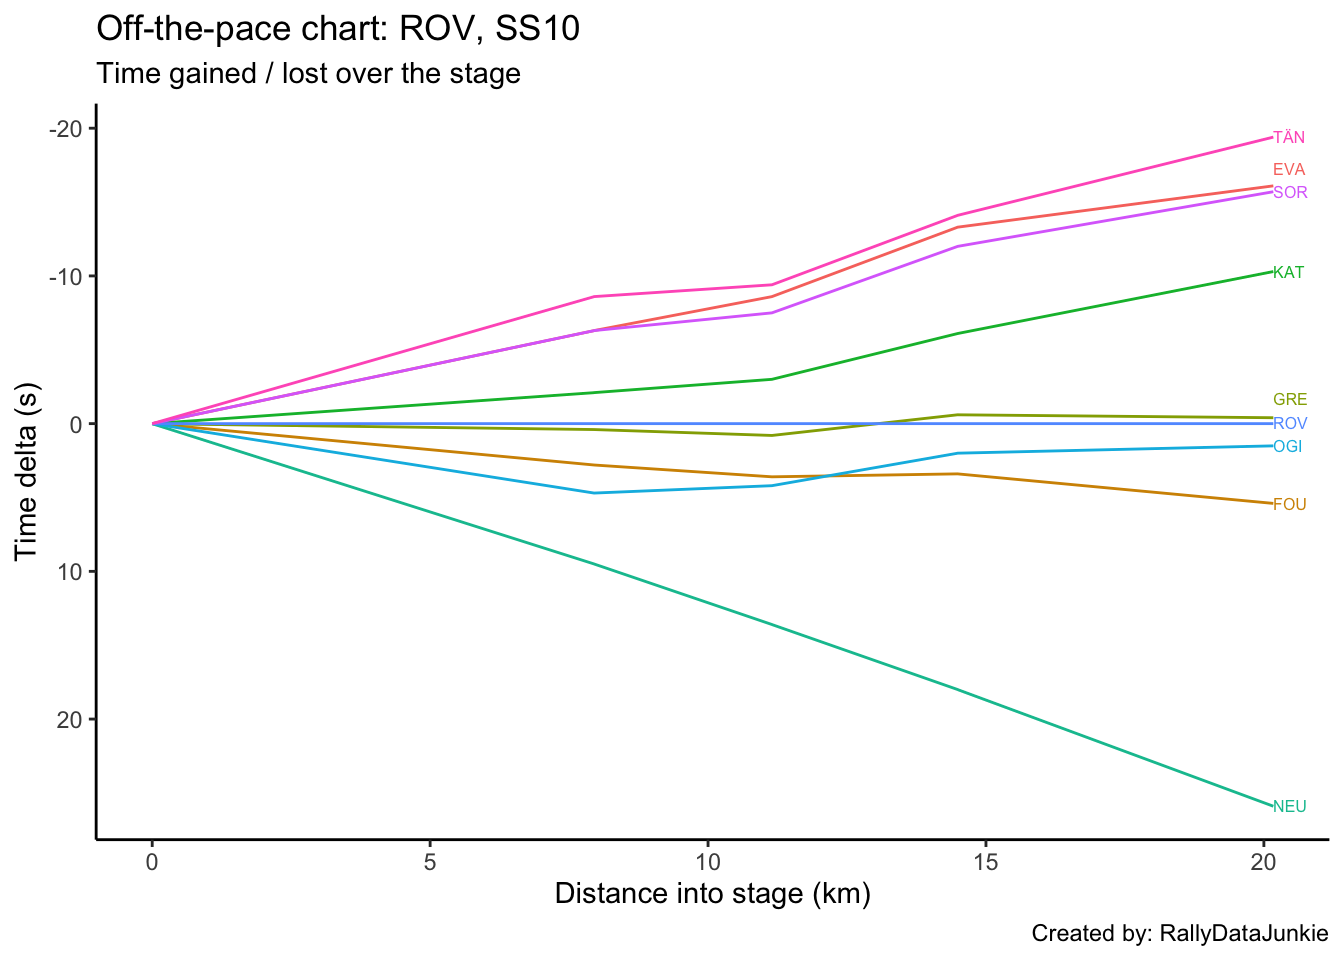 Off-the-pace chart: ROV, SS10
Time gained / lost over the stage
Time delta (s)
-20
-10
0
10
20
TÄN
EVA
SOR
KAT
GRE
ROV
OGI
FOU
NEU
0 5 10 15 20
Distance into stage (km)
Created by: RallyDataJunkie